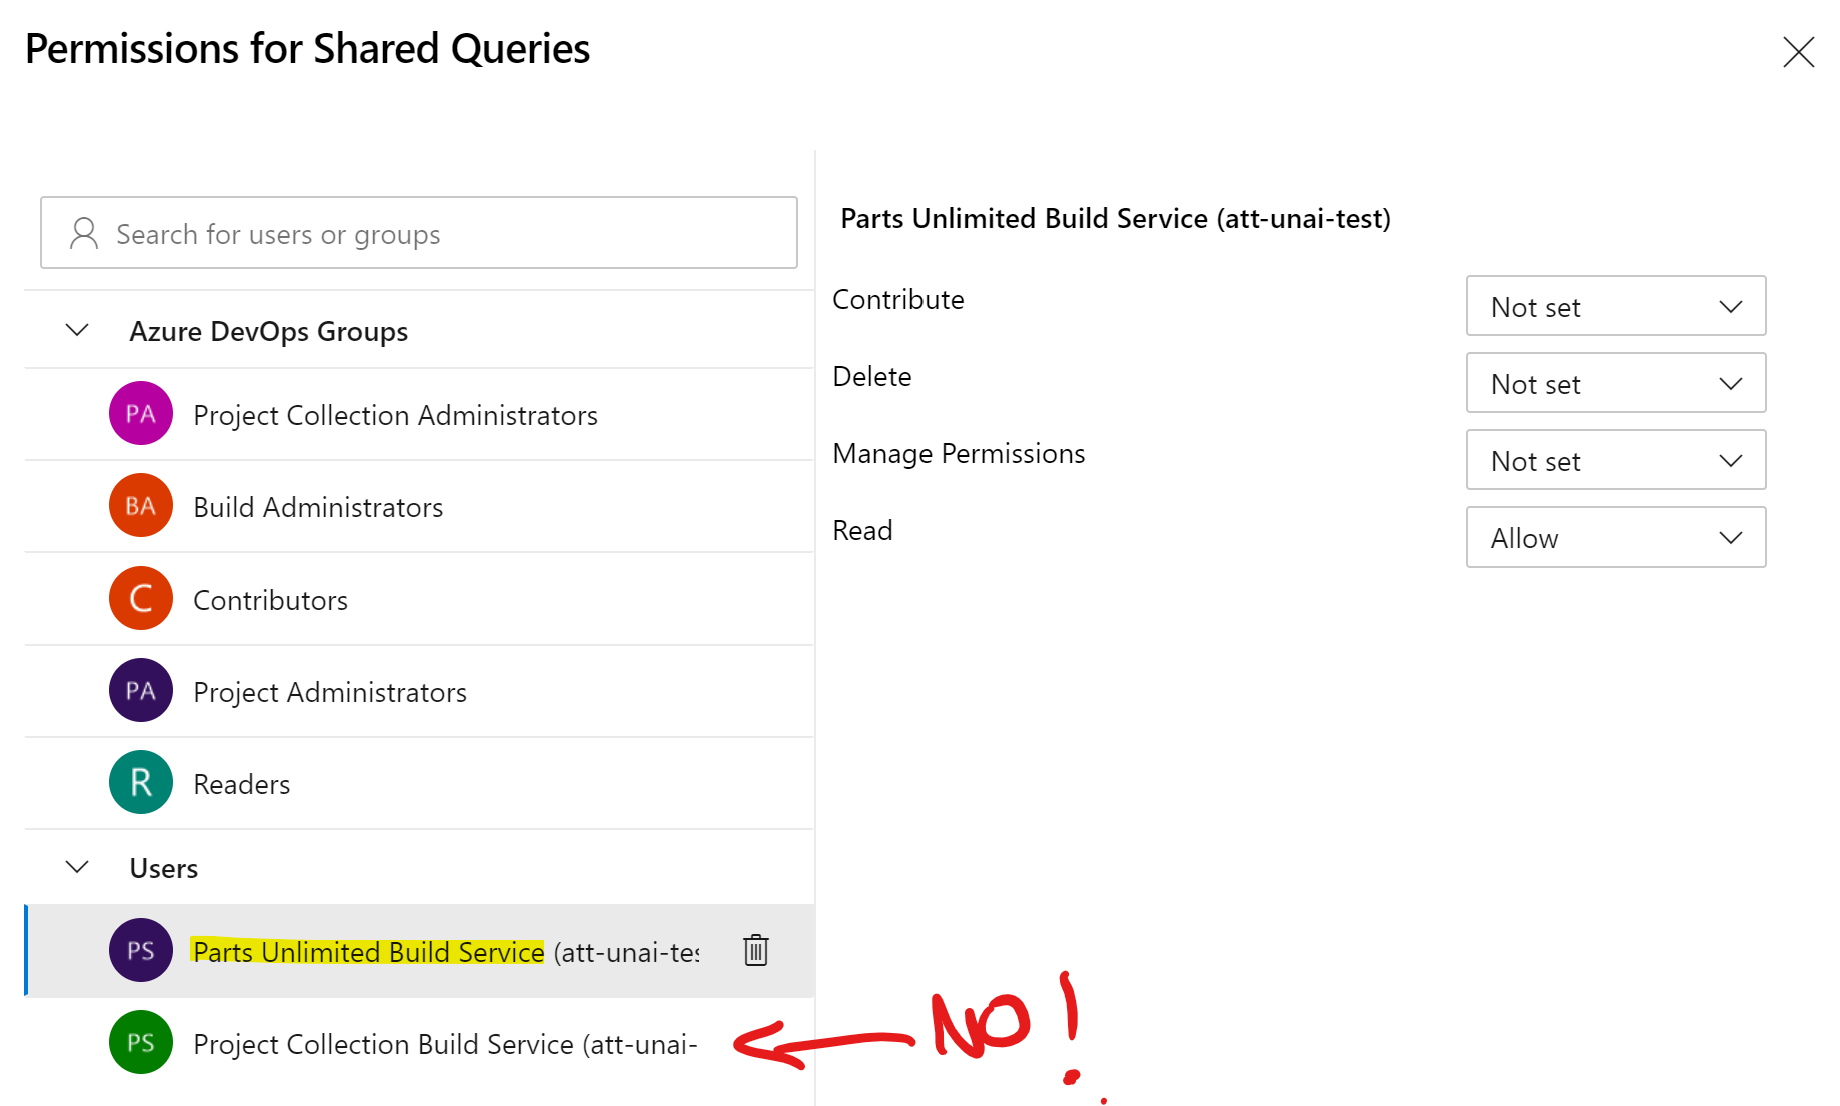 Permissions for Shared Queries
Search for users or groups
Azure DevOps Groups
PA Project Collection Administrators
BA Build Administrators
C Contributors
PA Project Administrators
R Readers
Users
PS Parts Unlimited Build Service (att-unai-tes
PS Project Collection Build Service (att-unai-
NO!
Parts Unlimited Build Service (att-unai-test)
Contribute Not set
Delete Not set
Manage Permissions Not set
Read Allow